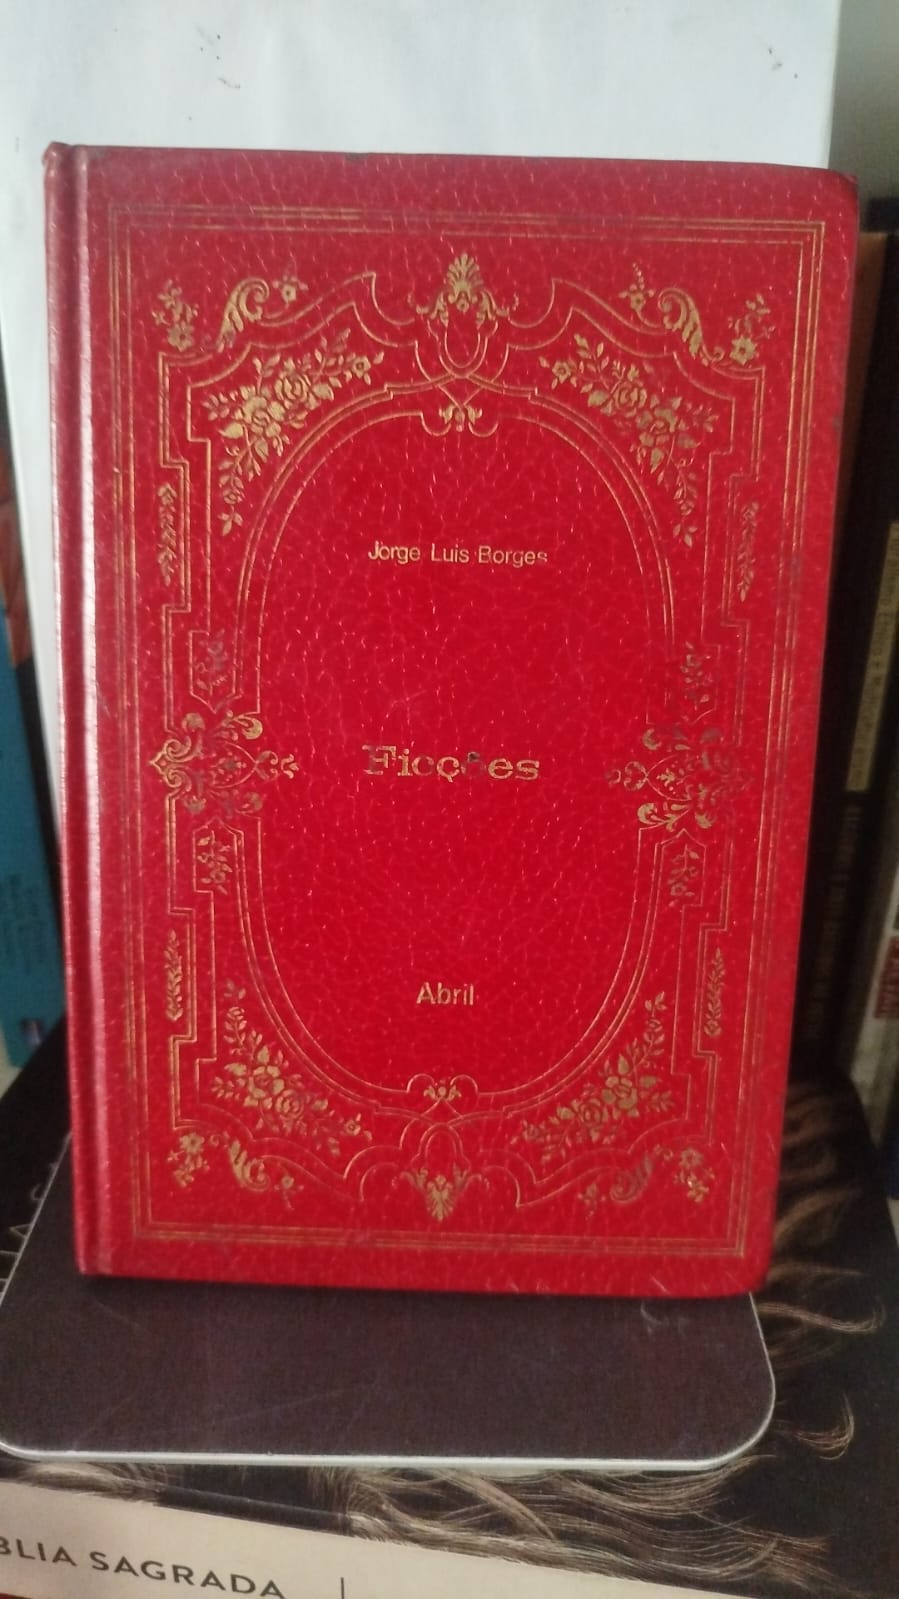 Jorge Luis Borges
Ficções
Abril
BLIA SAGRADA